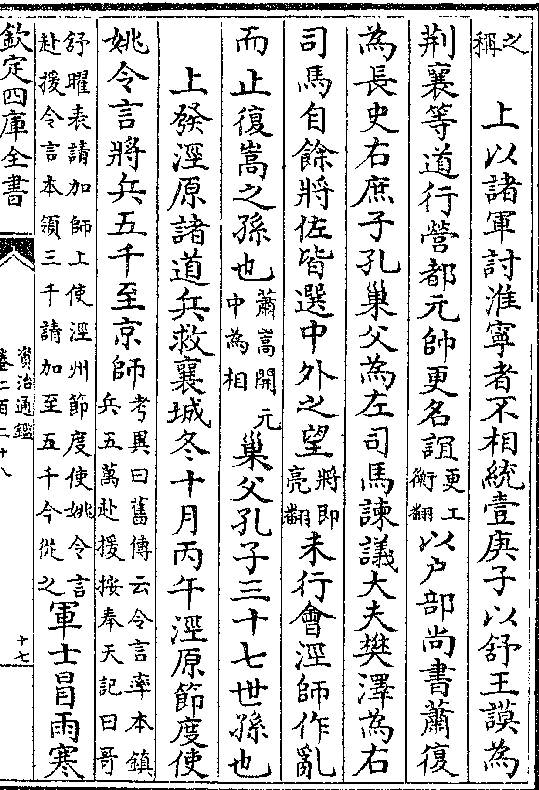 之稱　上以諸軍討淮寧者不相統壹庚子以舒王謨為
荆襄等道行營都元帥更名誼更工衡翻以户部尚書蕭復
為長史右庶子孔巢父為左司馬諫議大夫樊澤為右
司馬自餘將佐皆選中外之望將即亮翻未行會涇師作亂
而止復嵩之孫也蕭嵩開元中為相巢父孔子三十七世孫也
上發涇原諸道兵救襄城冬十月丙午涇原節度使
姚令言將兵五千至京師考異曰舊傳云令言率本鎮兵五萬赴援按奉天記曰哥
舒曜表請加師上使涇州節度使姚令言赴援令言本領三千請加至五千今從之軍士冒雨寒
欽定四庫全書
資治通鑑
卷二百二十八
十七